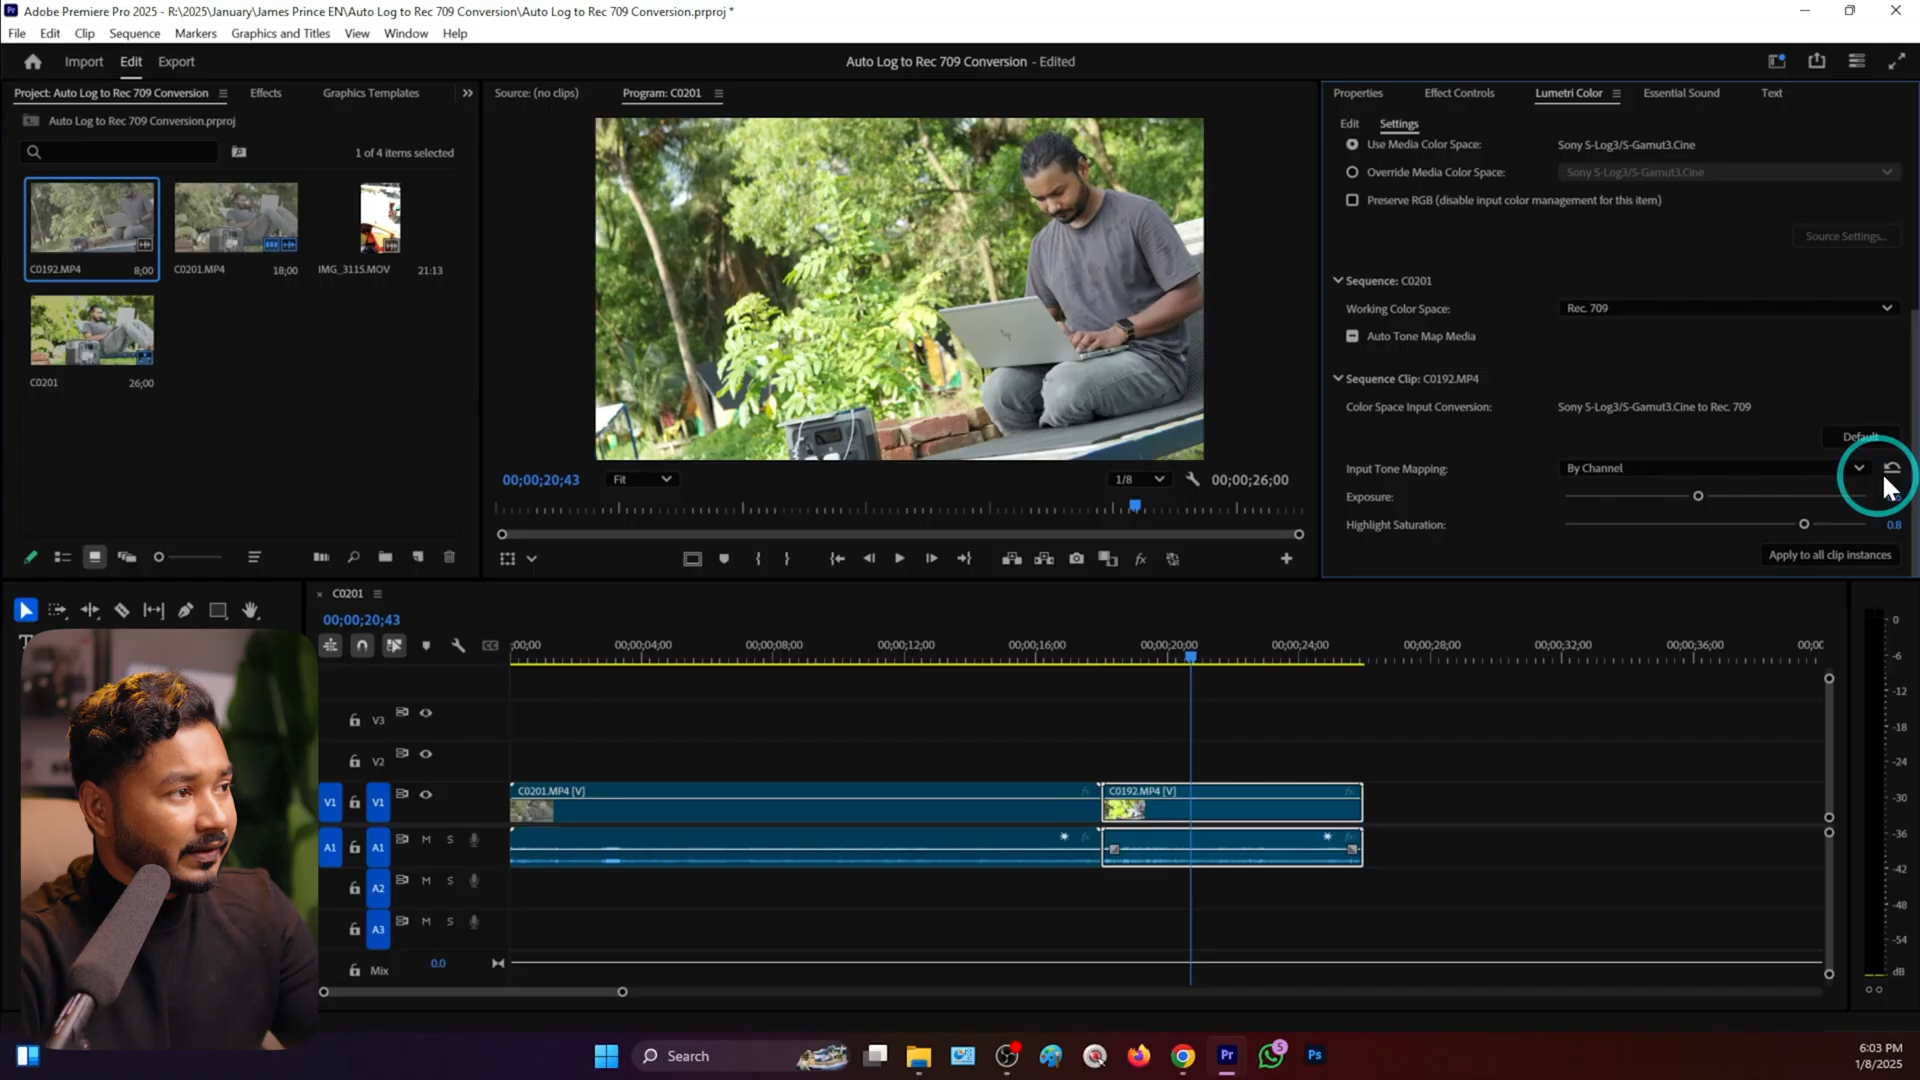 Adobe Premiere Pro 2025 - R:\2025\January\James Prince EN\Auto Log to Rec 709 Conversion\Auto Log to Rec 709 Conversion.prproj *
File Edit Clip Sequence Markers Graphics and Titles View Window Help
Import Edit Export
Auto Log to Rec 709 Conversion - Edited
Project: Auto Log to Rec 709 Conversion
Effects
Graphics Templates
Source: (no clips)
Program: C0201
Properties
Effect Controls
Lumetri Color
Essential Sound
Text
Auto Log to Rec 709 Conversion.prproj
1 of 4 items selected
C0192.MP4 8;00
C0201.MP4 18;00
IMG_3115.MOV 21:13
C0201 26;00
00;00;20;43
Fit
1/8
00;00;26;00
Edit Settings
Use Media Color Space: Sony S-Log3/S-Gamut3.Cine
Override Media Color Space: Sony S-Log3/S-Gamut3.Cine
Preserve RGB (disable input color management for this item)
Source Settings...
Sequence: C0201
Working Color Space: Rec. 709
Auto Tone Map Media
Sequence Clip: C0192.MP4
Color Space Input Conversion: Sony S-Log3/S-Gamut3.Cine to Rec. 709
Default
Input Tone Mapping: By Channel
Exposure:
Highlight Saturation: 0.8
Apply to all clip instances
C0201
00;00;20;43
;00;00 00;00;04;00 00;00;08;00 00;00;12;00 00;00;16;00 00;00;20;00 00;00;24;00 00;00;28;00 00;00;32;00 00;00;36;00 00;00
V3
V2
V1 V1
C0201.MP4 [V] fx
C0192.MP4 [V] fx
A1 A1 M S
fx
fx
A2 M S
A3 M S
Mix 0.0
0
-6
-12
-18
-24
-30
-36
-42
-48
-54
dB
Search
5
Pr
Ps
6:03 PM
1/8/2025